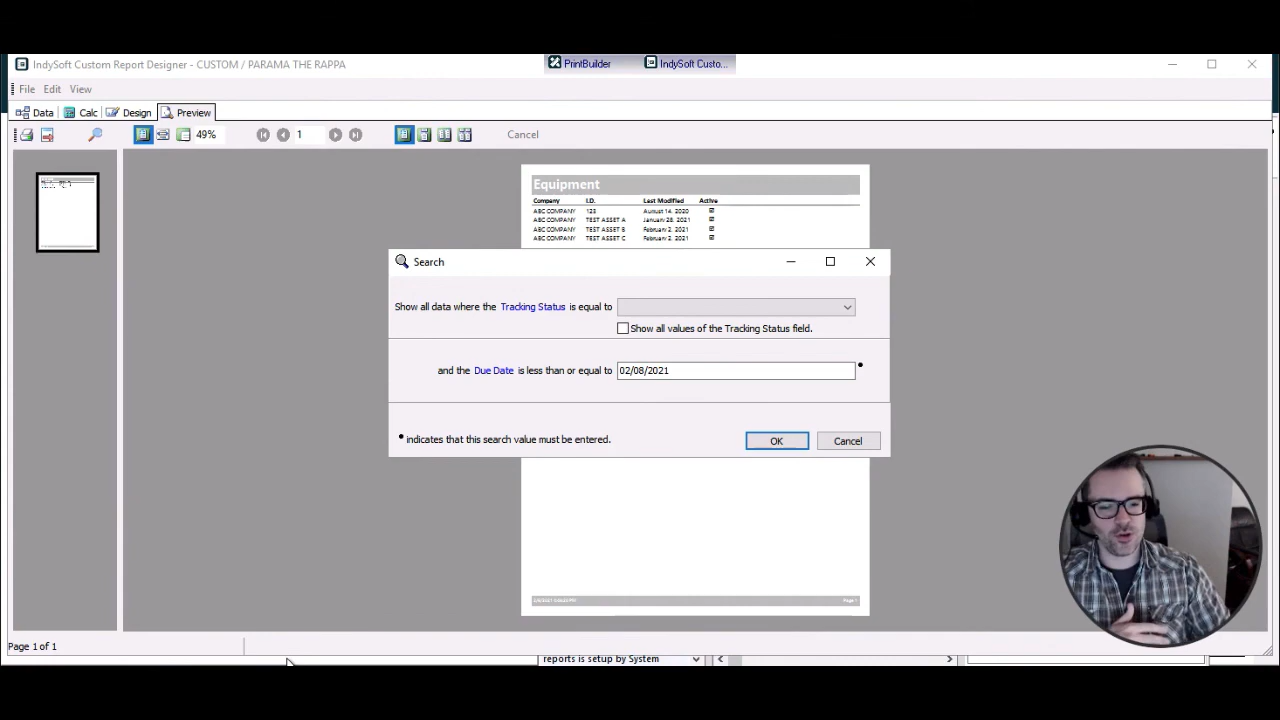 IndySoft Custom Report Designer - CUSTOM / PARAMA THE RAPPA
PrintBuilder
IndySoft Custo...
File Edit View
Data Calc Design Preview
49% 1 Cancel
Equipment
Company I.D. Last Modified Active
ABC COMPANY 123 August 14, 2020
ABC COMPANY TEST ASSET A January 28, 2021
ABC COMPANY TEST ASSET B February 2, 2021
ABC COMPANY TEST ASSET C February 2, 2021
Search
Show all data where the Tracking Status is equal to
Show all values of the Tracking Status field.
and the Due Date is less than or equal to 02/08/2021
indicates that this search value must be entered.
OK Cancel
Page 1
Page 1 of 1
reports is setup by System